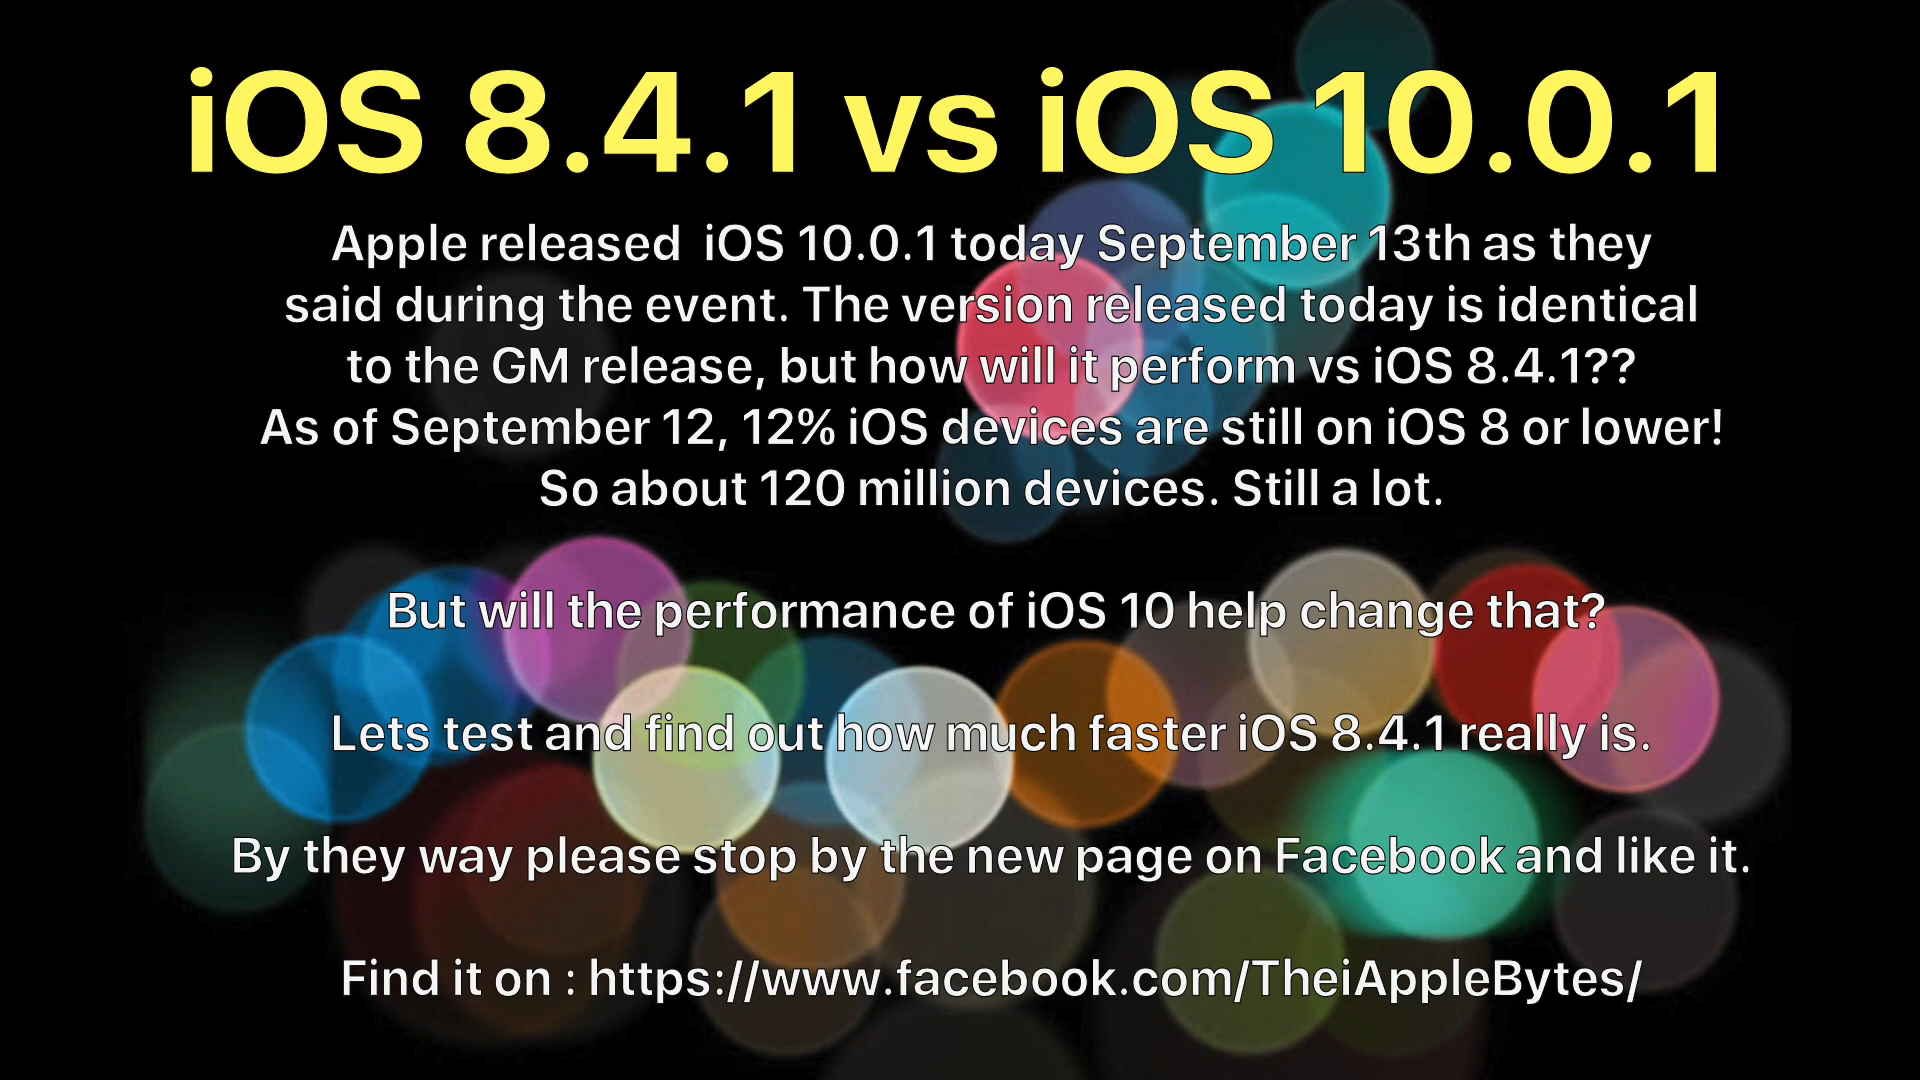 iOS 8.4.1 vs iOS 10.0.1
Apple released  iOS 10.0.1 today September 13th as they
said during the event. The version released today is identical
to the GM release, but how will it perform vs iOS 8.4.1??
As of September 12, 12% iOS devices are still on iOS 8 or lower!
So about 120 million devices. Still a lot.
But will the performance of iOS 10 help change that?
Lets test and find out how much faster iOS 8.4.1 really is.
By they way please stop by the new page on Facebook and like it.
Find it on : https://www.facebook.com/TheiAppleBytes/